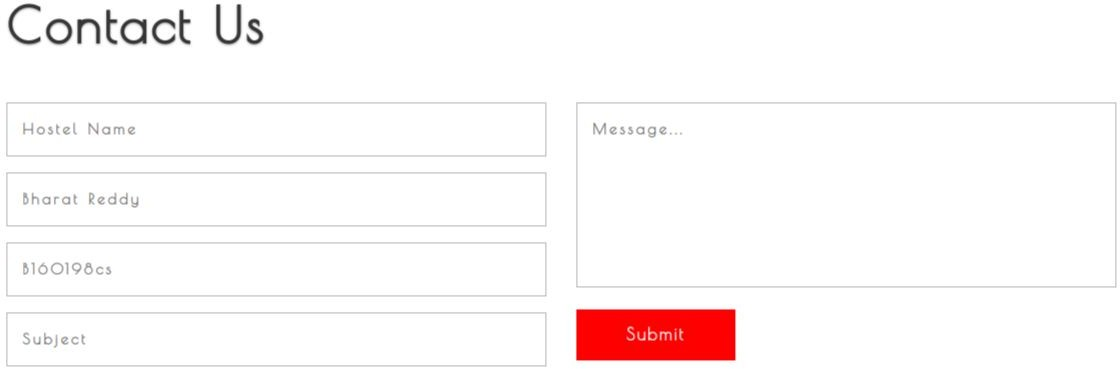 Contact Us
Hostel Name
Bharat Reddy
B160198cs
Subject
Message...
Submit